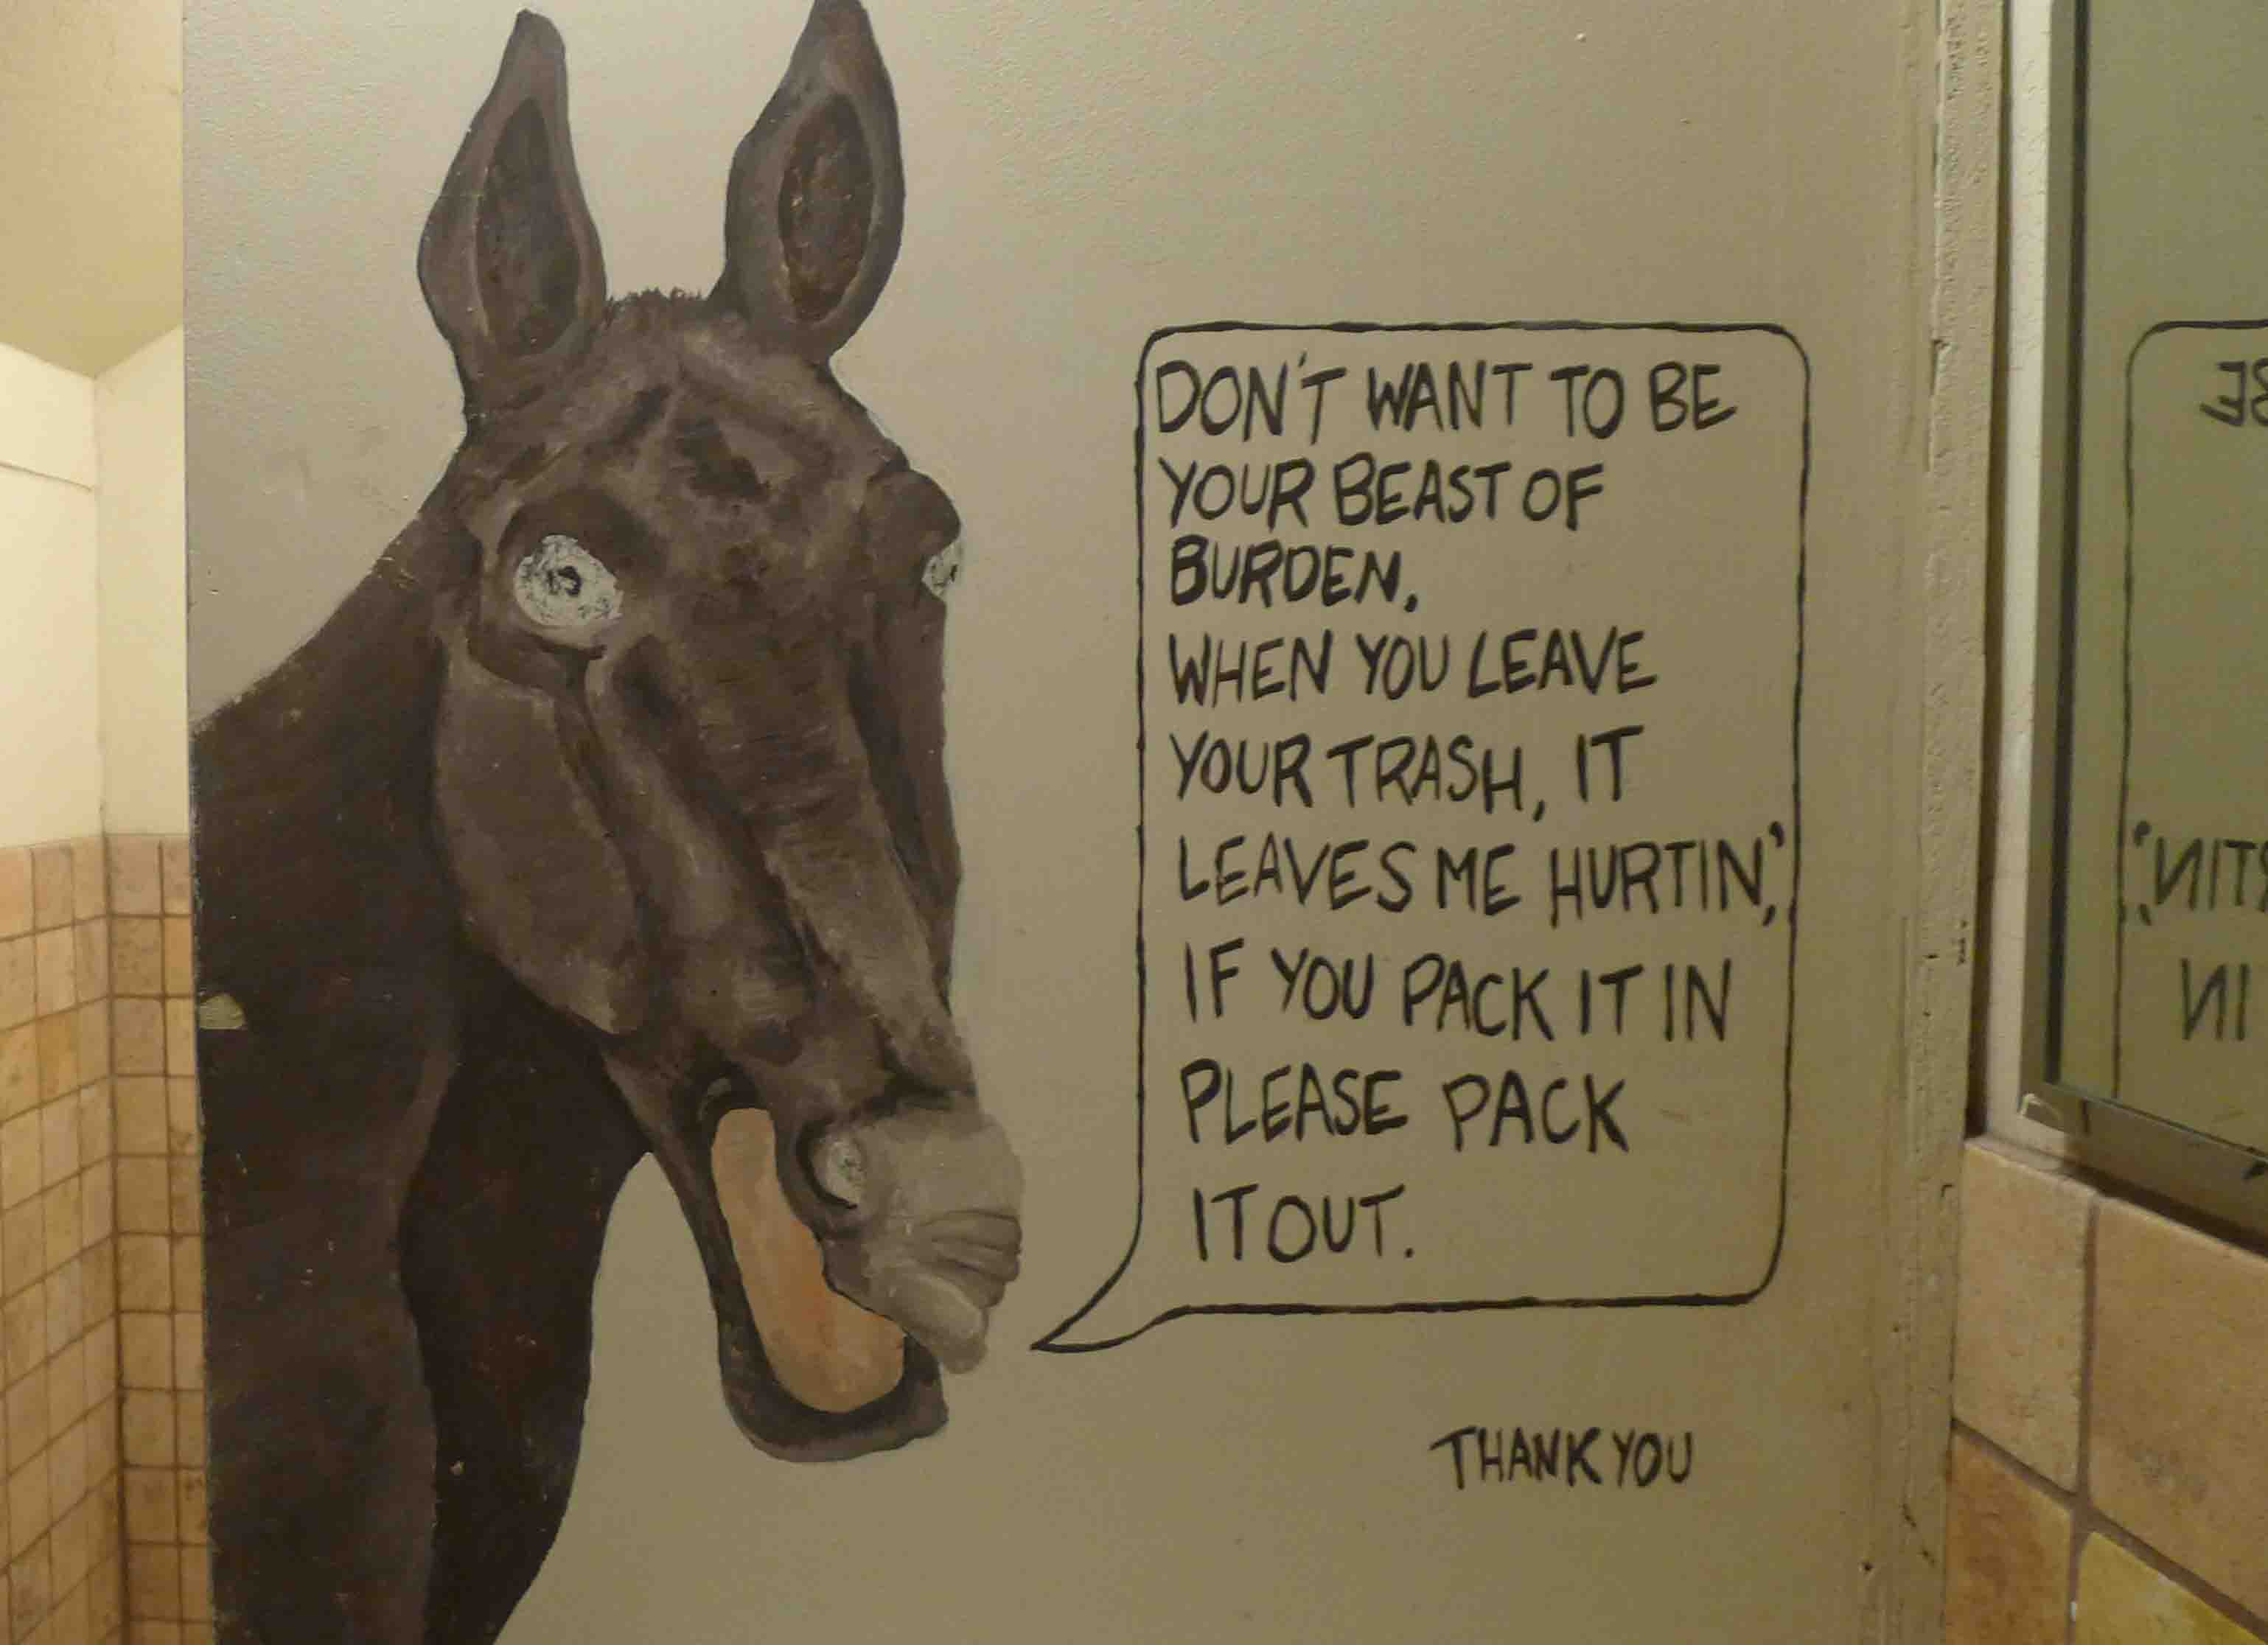 DON'T WANT TO BE
YOUR BEAST OF
BURDEN.
WHEN YOU LEAVE
YOUR TRASH, IT
LEAVES ME HURTIN',
IF YOU PACK IT IN
PLEASE PACK
IT OUT.
THANK YOU